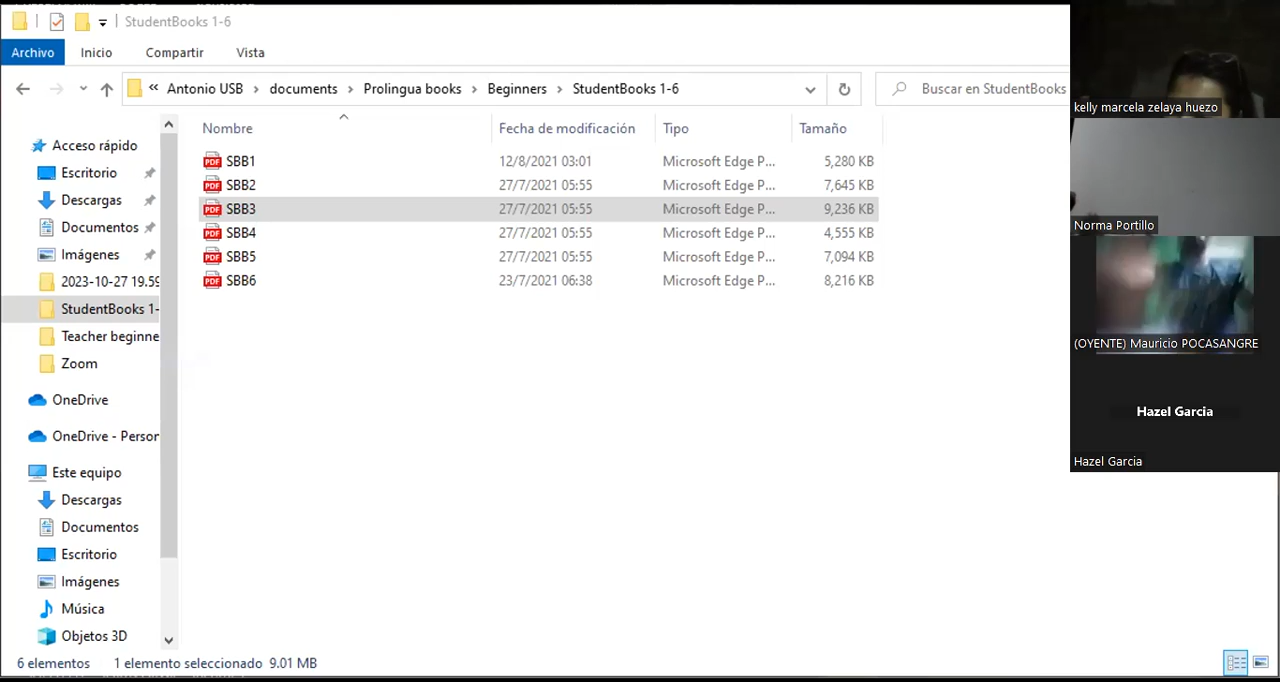 StudentBooks 1-6
Archivo Inicio Compartir Vista
« Antonio USB > documents > Prolingua books > Beginners > StudentBooks 1-6
Buscar en StudentBooks
Nombre Fecha de modificación Tipo Tamaño
PDF SBB1 12/8/2021 03:01 Microsoft Edge P... 5,280 KB
PDF SBB2 27/7/2021 05:55 Microsoft Edge P... 7,645 KB
PDF SBB3 27/7/2021 05:55 Microsoft Edge P... 9,236 KB
PDF SBB4 27/7/2021 05:55 Microsoft Edge P... 4,555 KB
PDF SBB5 27/7/2021 05:55 Microsoft Edge P... 7,094 KB
PDF SBB6 23/7/2021 06:38 Microsoft Edge P... 8,216 KB
Acceso rápido
Escritorio
Descargas
Documentos
Imágenes
2023-10-27 19.59
StudentBooks 1-
Teacher beginne
Zoom
OneDrive
OneDrive - Person
Este equipo
Descargas
Documentos
Escritorio
Imágenes
Música
Objetos 3D
6 elementos 1 elemento seleccionado 9.01 MB
kelly marcela zelaya huezo
Norma Portillo
(OYENTE) Mauricio POCASANGRE
Hazel Garcia
Hazel Garcia